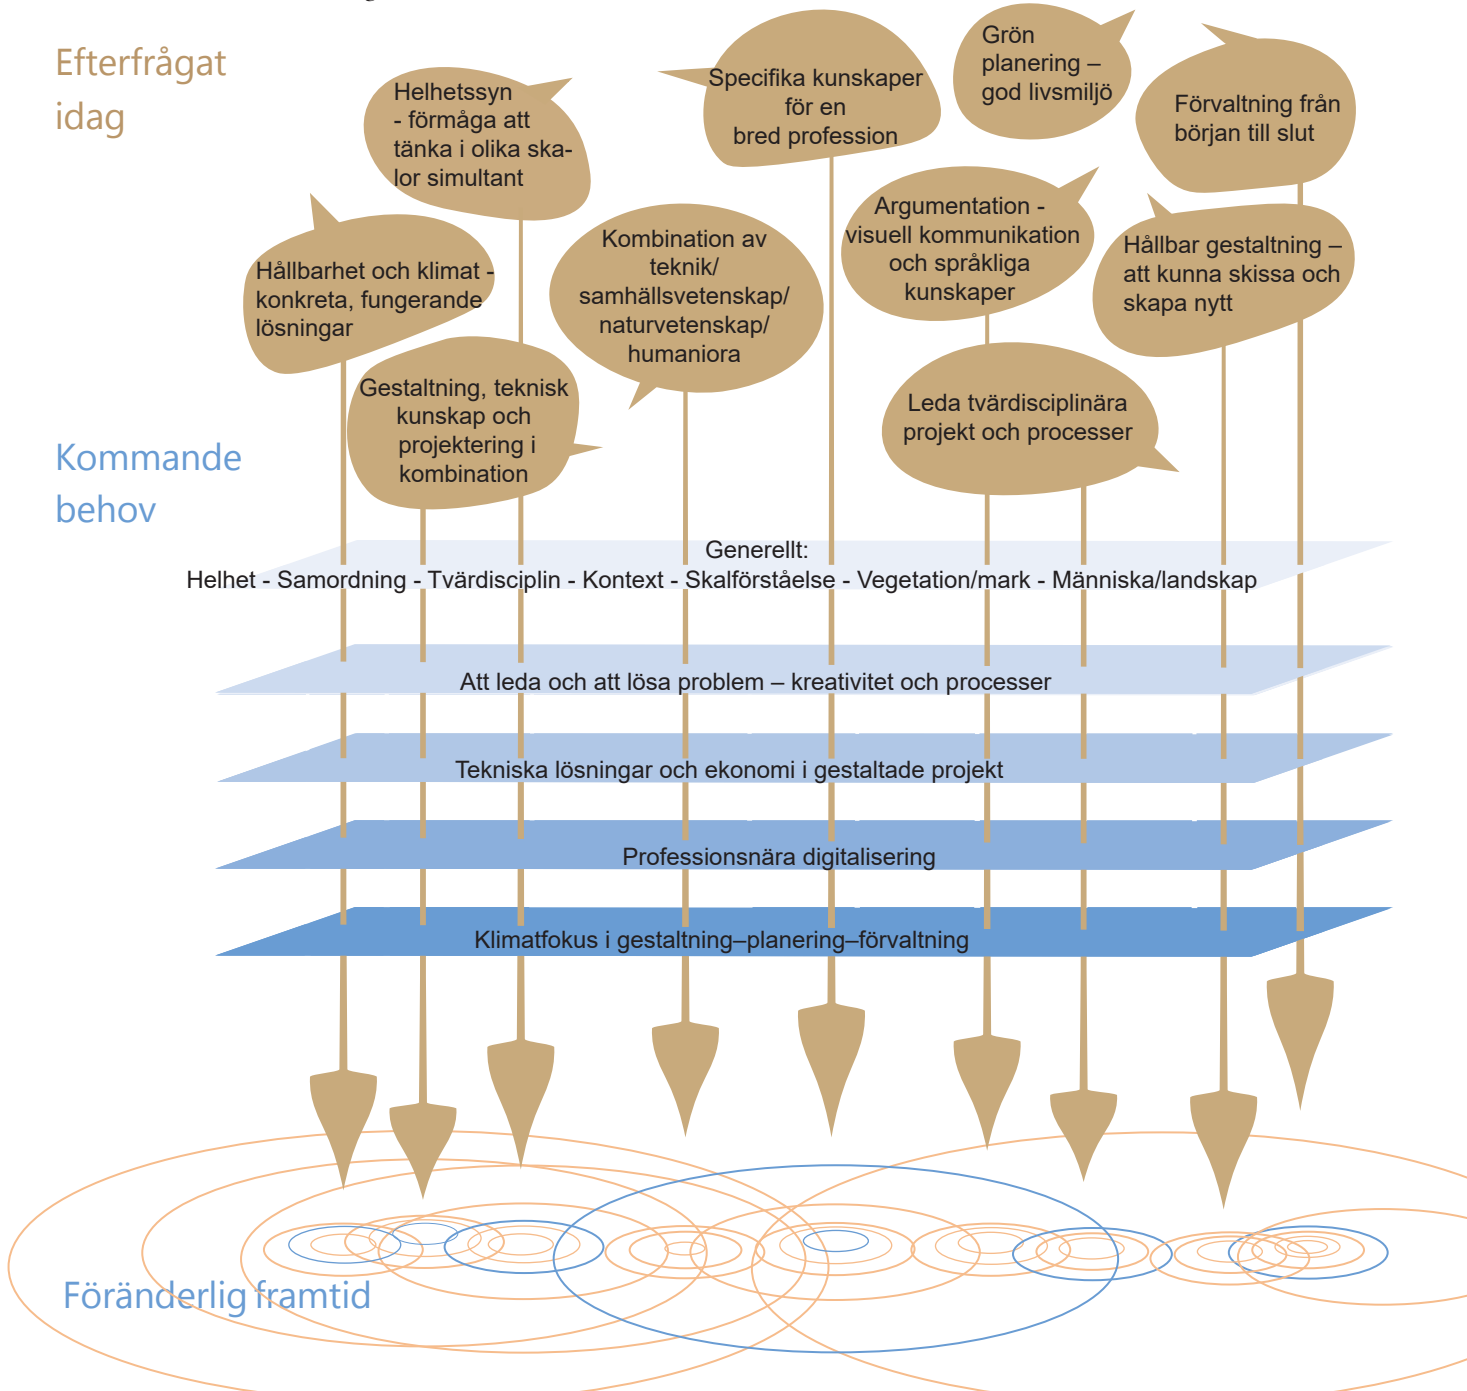 Efterfrågat
idag
Helhetssyn
- förmåga att
tänka i olika ska-
lor simultant
Specifika kunskaper
för en
bred profession
Grön
planering –
god livsmiljö
Förvaltning från
början till slut
Hållbarhet och klimat -
konkreta, fungerande
lösningar
Kombination av
teknik/
samhällsvetenskap/
naturvetenskap/
humaniora
Argumentation -
visuell kommunikation
och språkliga
kunskaper
Hållbar gestaltning –
att kunna skissa och
skapa nytt
Gestaltning, teknisk
kunskap och
projektering i
kombination
Leda tvärdisciplinära
projekt och processer
Kommande
behov
Generellt:
Helhet - Samordning - Tvärdisciplin - Kontext - Skalförståelse - Vegetation/mark - Människa/landskap
Att leda och att lösa problem – kreativitet och processer
Tekniska lösningar och ekonomi i gestaltade projekt
Professionsnära digitalisering
Klimatfokus i gestaltning–planering–förvaltning
Föränderlig framtid